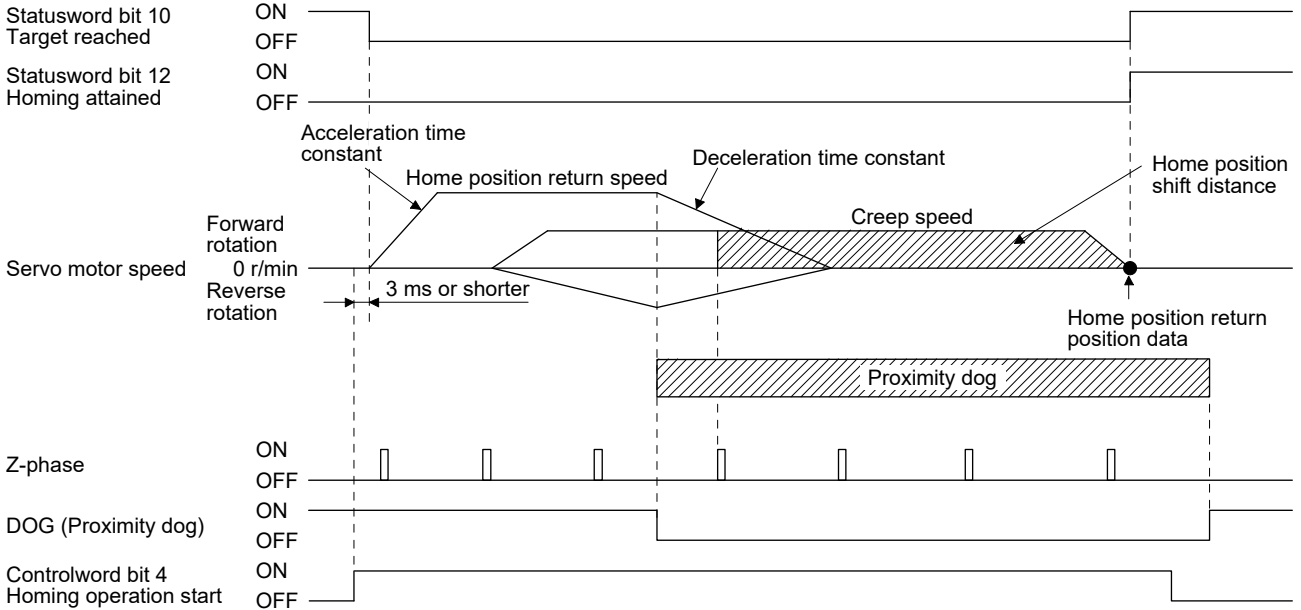 Statusword bit 10
Target reached
ON
OFF
Statusword bit 12
Homing attained
ON
OFF
Acceleration time
constant
Home position return speed
Deceleration time constant
Home position
shift distance
Creep speed
Forward
rotation
Servo motor speed
0 r/min
Reverse
rotation
3 ms or shorter
Home position return
position data
Proximity dog
Z-phase
ON
OFF
DOG (Proximity dog)
ON
OFF
Controlword bit 4
Homing operation start
ON
OFF